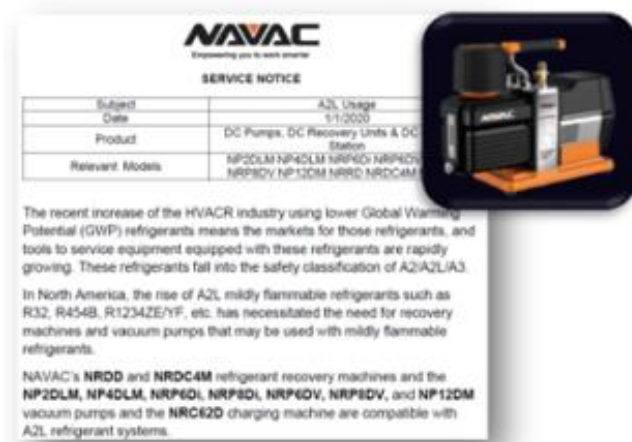 NAVAC
Empowering you to work smarter
SERVICE NOTICE
Subject A2L Usage
Date 1/1/2020
Product DC Pumps, DC Recovery Units & DC
Station
Relevant Models NP2DLM NP4DLM NRP6Di NRP6DV
NRP8DV NP12DM NRRD NRDC4M
NAVAC
The recent increase of the HVACR industry using lower Global Warming
Potential (GWP) refrigerants means the markets for those refrigerants, and
tools to service equipment equipped with these refrigerants are rapidly
growing. These refrigerants fall into the safety classification of A2/A2L/A3.
In North America, the rise of A2L mildly flammable refrigerants such as
R32, R454B, R1234ZE/YF, etc. has necessitated the need for recovery
machines and vacuum pumps that may be used with mildly flammable
refrigerants.
NAVAC's NRDD and NRDC4M refrigerant recovery machines and the
NP2DLM, NP4DLM, NRP6Di, NRP8Di, NRP6DV, NRP8DV, and NP12DM
vacuum pumps and the NRC62D charging machine are compatible with
A2L refrigerant systems.